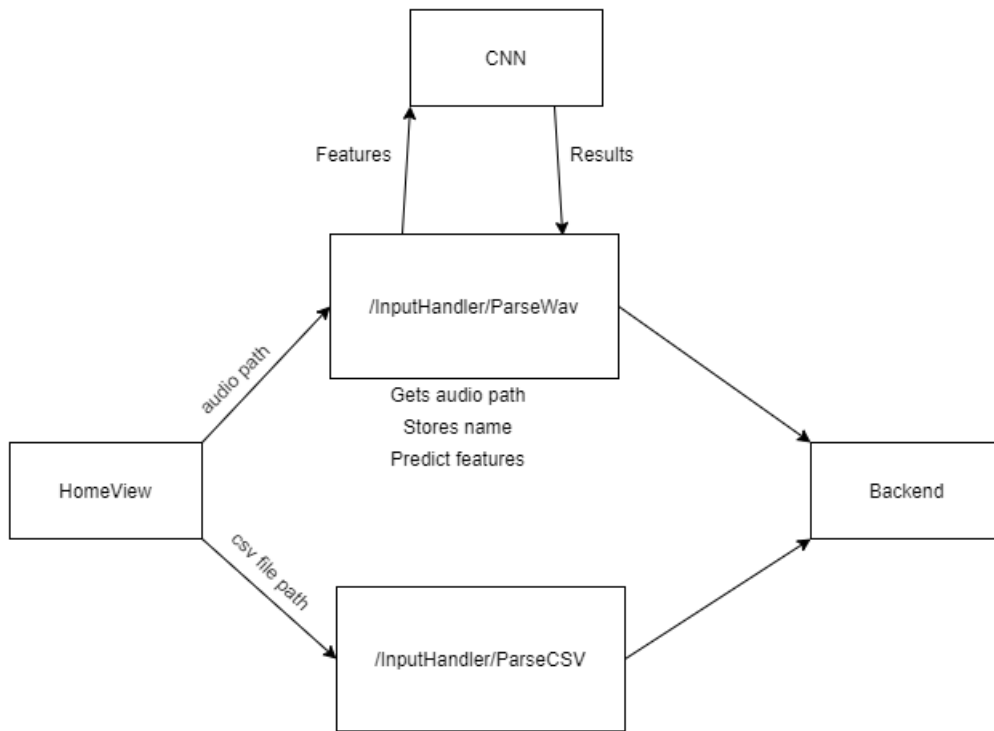 CNN
Features
Results
/InputHandler/ParseWav
audio path
Gets audio path
Stores name
Predict features
HomeView
Backend
csv file path
/InputHandler/ParseCSV